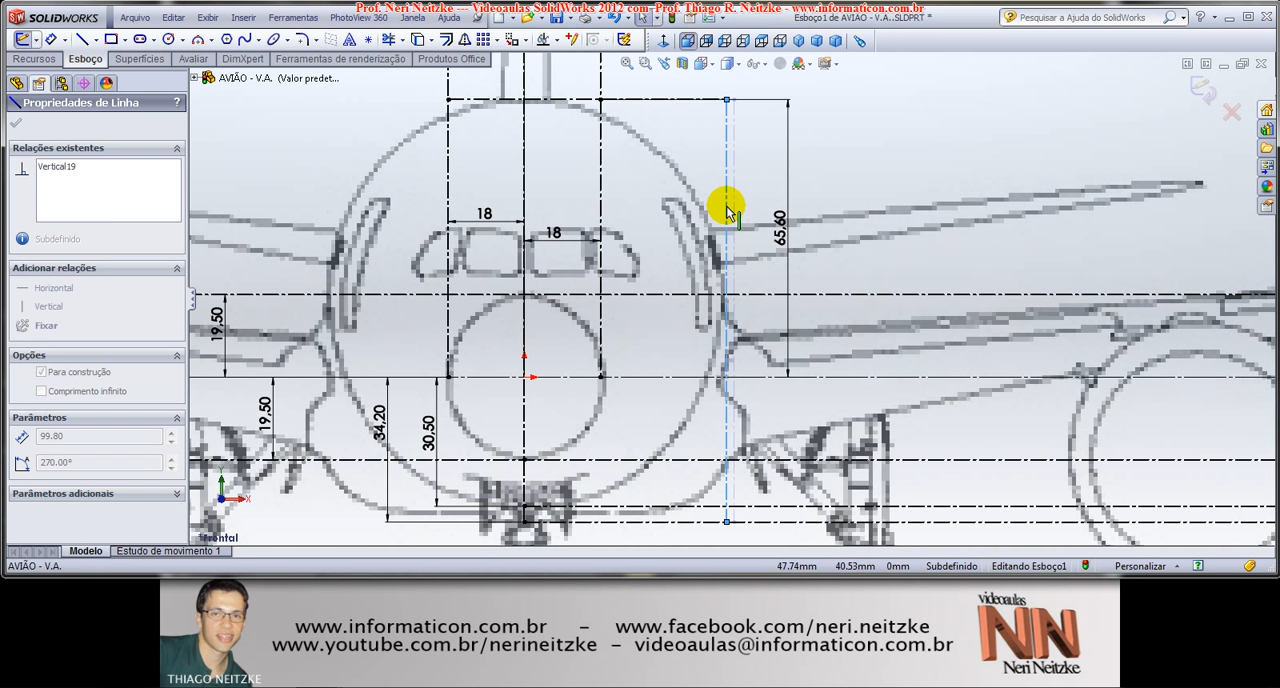 Prof. Neri Neitzke --- Videoaulas SolidWorks 2012 com Prof. Thiago R. Neitzke
SOLIDWORKS
Arquivo Editar Exibir Inserir Ferramentas PhotoView 360 Janela Ajuda
Esboço1 de AVIÃO - V.A..SLDPRT *
Pesquisar a Ajuda do SolidWorks
Recursos Esboço Superfícies Avaliar DimXpert Ferramentas de renderização Produtos Office
AVIÃO - V.A. (Valor predet...
Propriedades de Linha ?
Relações existentes
Vertical19
Subdefinido
Adicionar relações
Horizontal
Vertical
Fixar
Opções
Para construção
Comprimento infinito
Parâmetros
99.80
270.00°
Parâmetros adicionais
18
18
65,60
19,50
19,50
34,20
30,50
Y
X
*Frontal
Modelo Estudo de movimento 1
AVIÃO - V.A.
47.74mm 40.53mm 0mm Subdefinido Editando Esboço1 Personalizar
www.informaticon.com.br - www.facebook.com/neri.neitzke
www.youtube.com.br/nerineitzke - videoaulas@informaticon.com.br
THIAGO NEITZKE
videoaulas
NN
Neri Neitzke